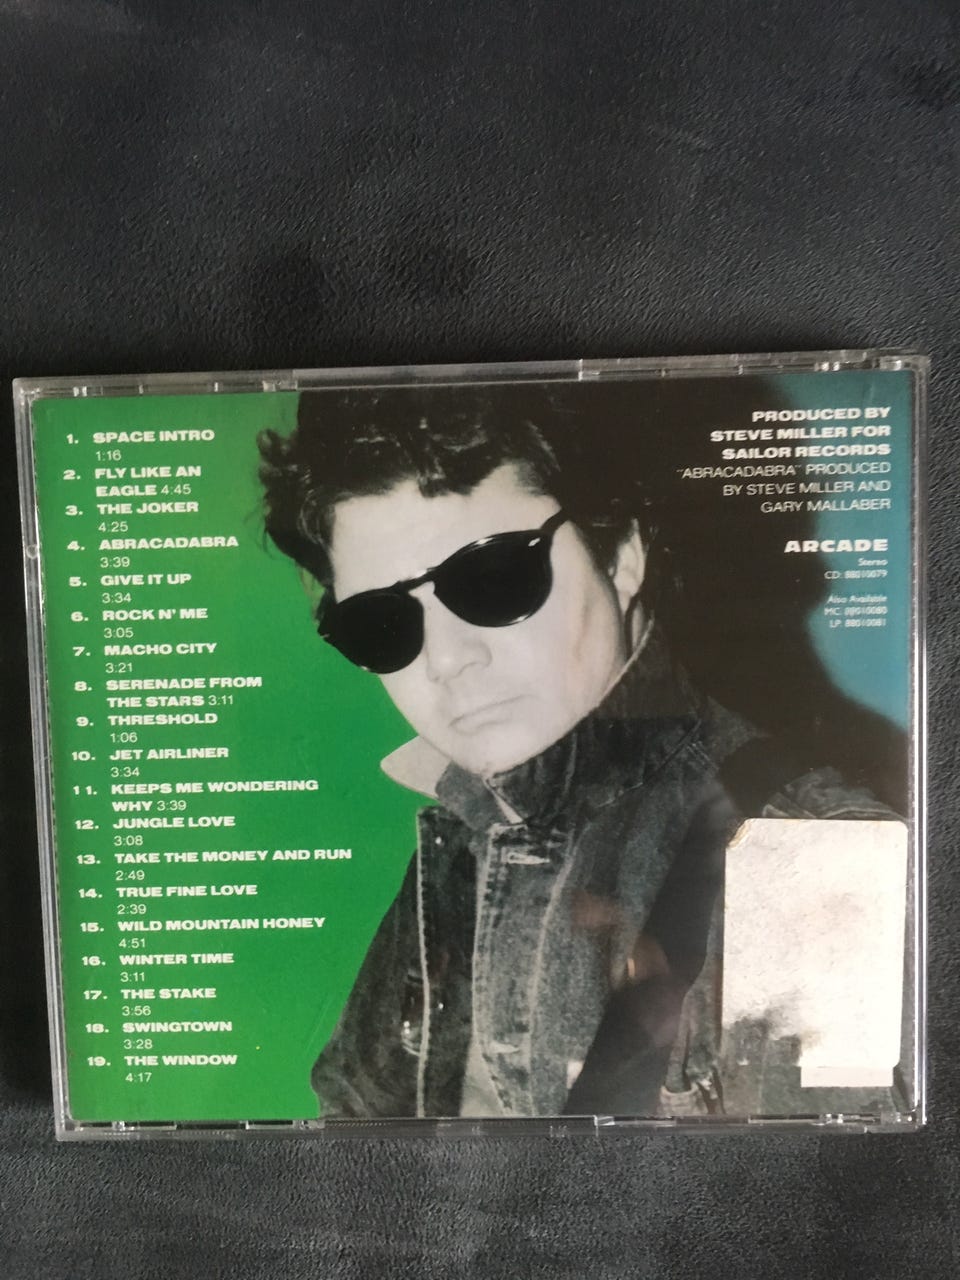 1. SPACE INTRO
1:16
2. FLY LIKE AN
EAGLE 4:45
3. THE JOKER
4:25
4. ABRACADABRA
3:39
5. GIVE IT UP
3:34
6. ROCK N' ME
3:05
7. MACHO CITY
3:21
8. SERENADE FROM
THE STARS 3:11
9. THRESHOLD
1:06
10. JET AIRLINER
3:34
11. KEEPS ME WONDERING
WHY 3:39
12. JUNGLE LOVE
3:08
13. TAKE THE MONEY AND RUN
2:49
14. TRUE FINE LOVE
2:39
15. WILD MOUNTAIN HONEY
4:51
16. WINTER TIME
3:11
17. THE STAKE
3:56
18. SWINGTOWN
3:28
19. THE WINDOW
4:17
PRODUCED BY
STEVE MILLER FOR
SAILOR RECORDS
"ABRACADABRA" PRODUCED
BY STEVE MILLER AND
GARY MALLABER
ARCADE
Stereo
CD: 88010079
Also Available
MC: 88010080
LP: 88010081